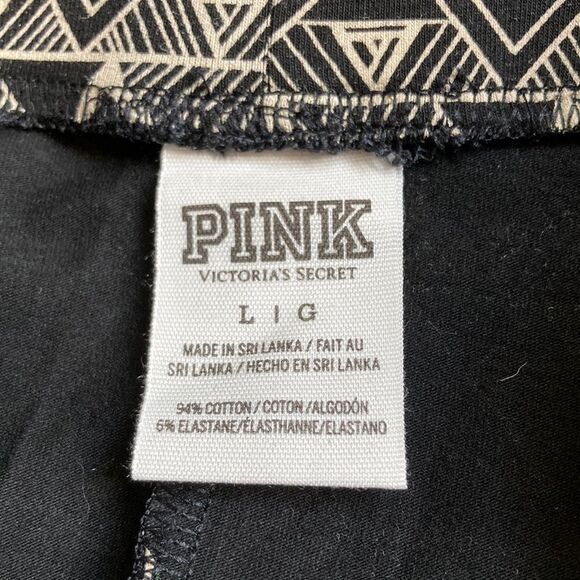 PINK
VICTORIA'S SECRET
L | G
MADE IN SRI LANKA / FAIT AU
SRI LANKA / HECHO EN SRI LANKA
94% COTTON / COTON / ALGODÓN
6% ELASTANE/ÉLASTHANNE/ELASTANO